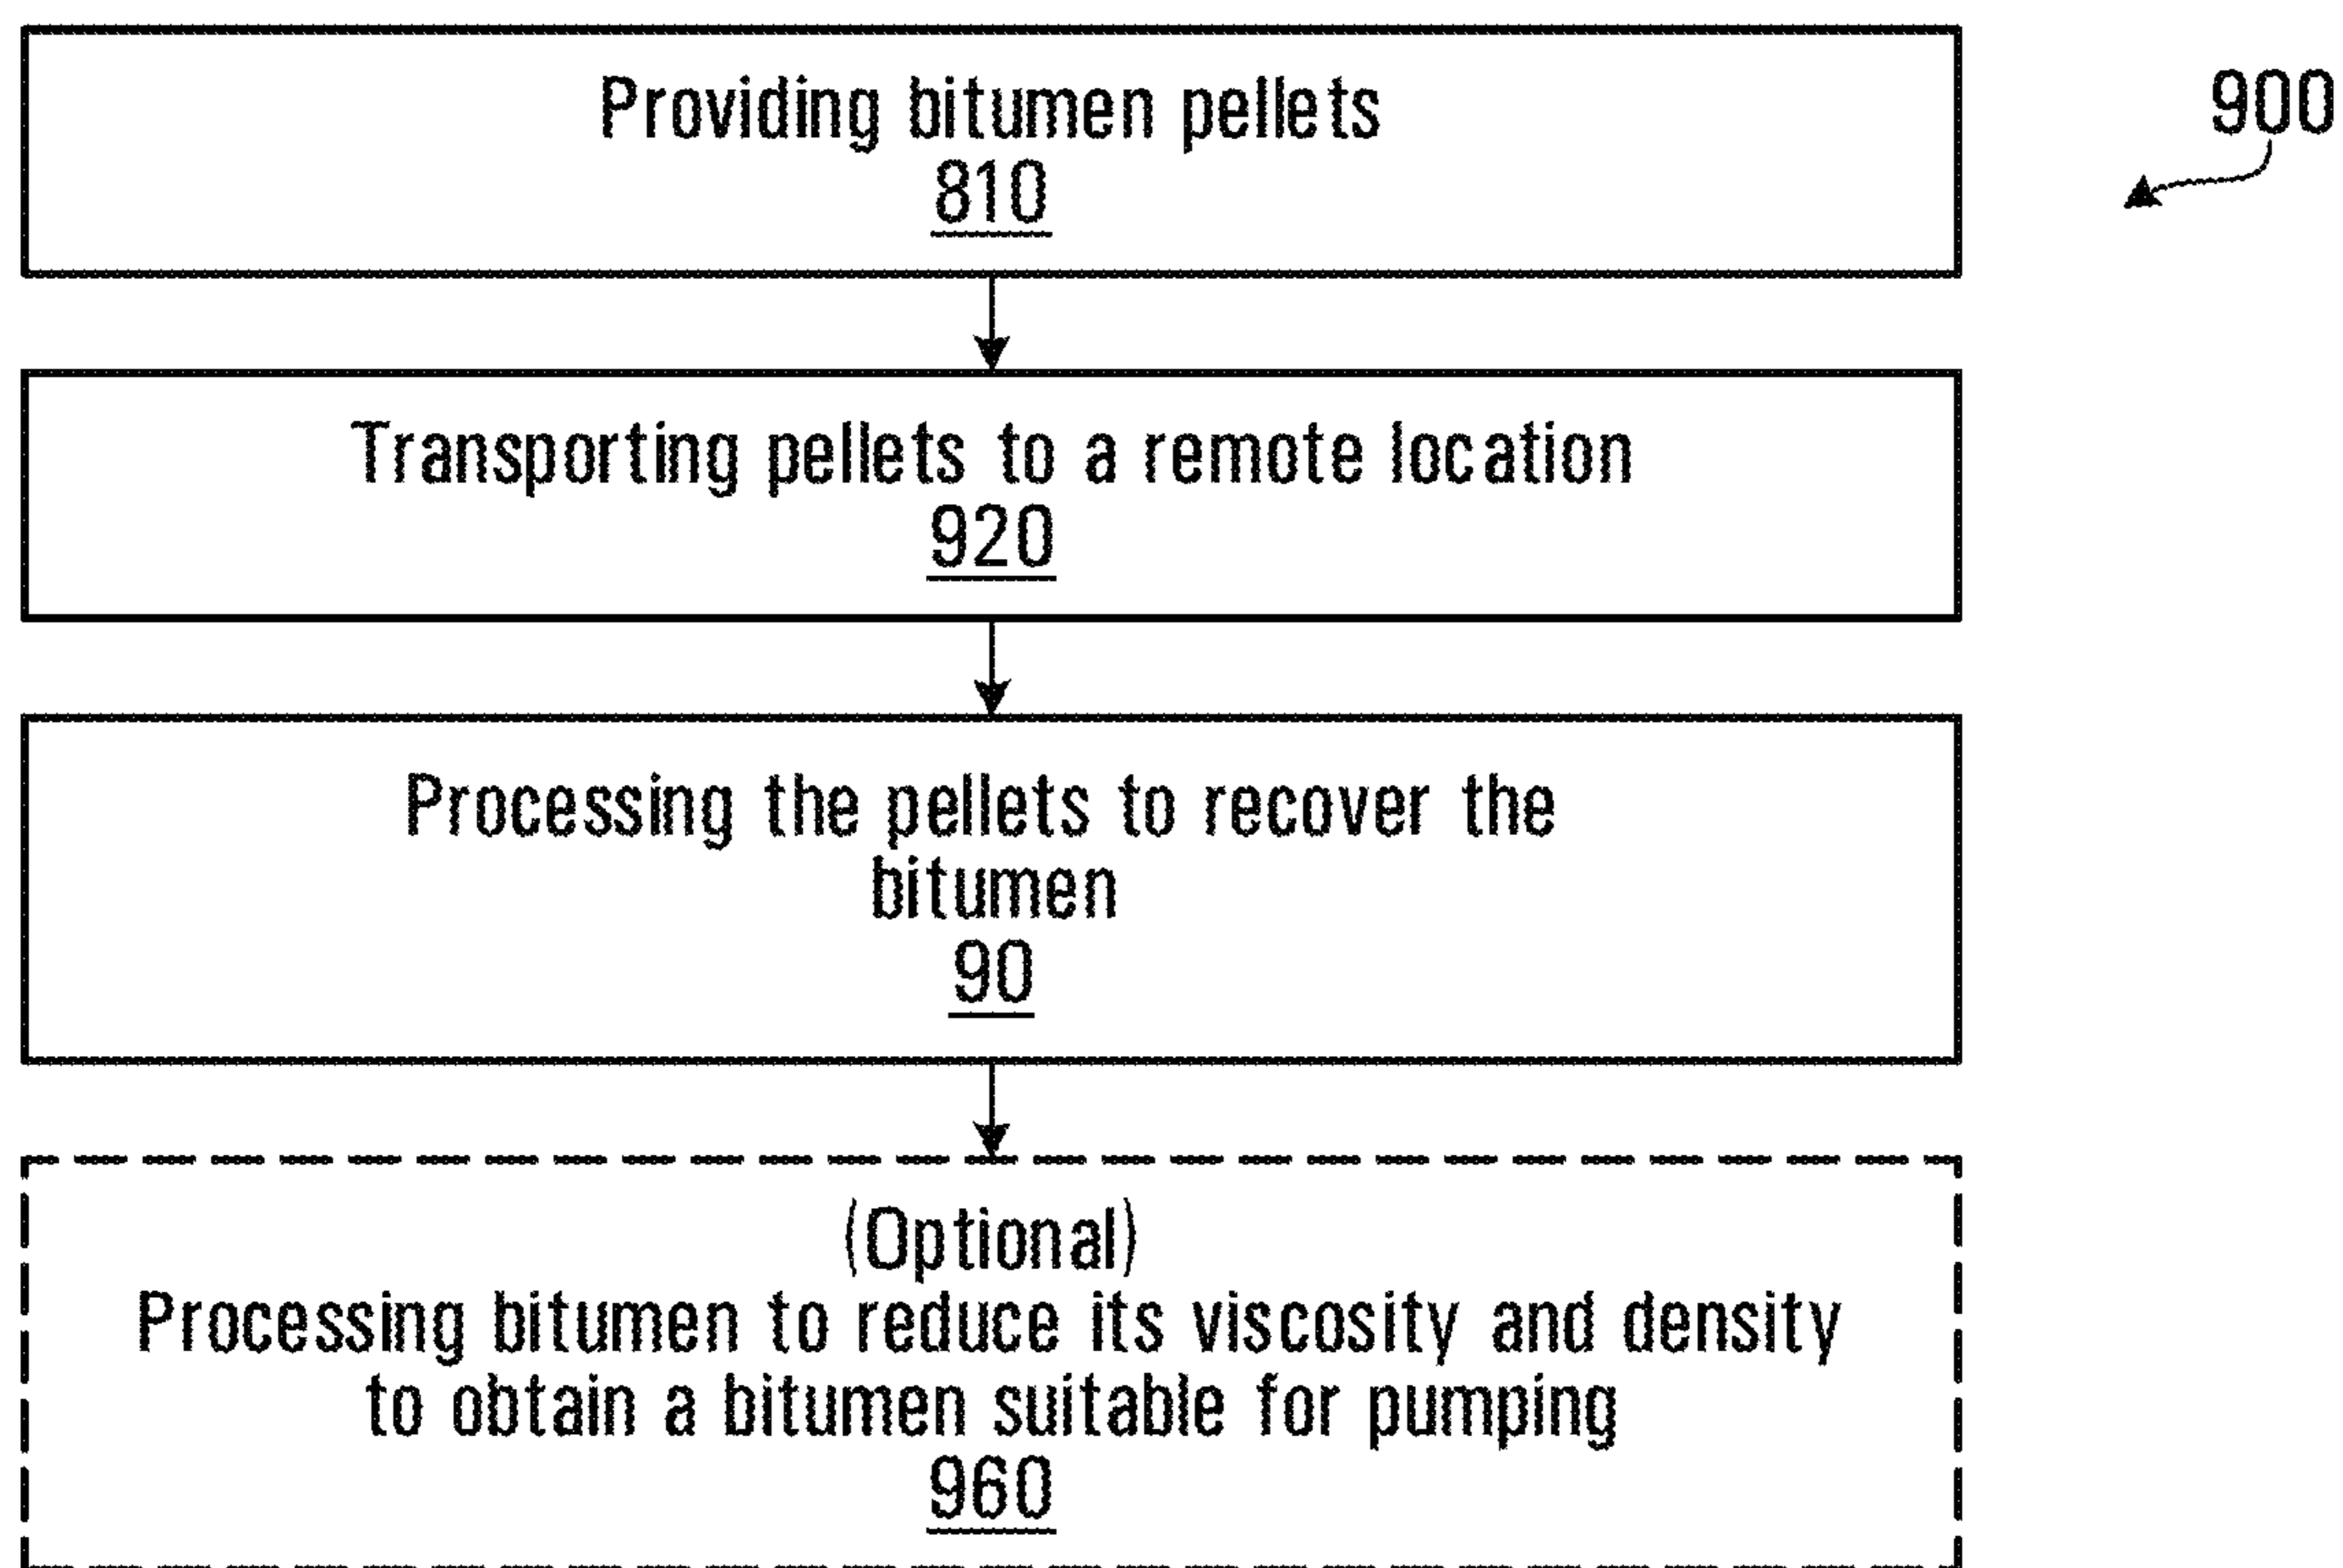 Providing bitumen pellets
810
900
Transporting pellets to a remote location
920
Processing the pellets to recover the
bitumen
90
(Optional)
Processing bitumen to reduce its viscosity and density
to obtain a bitumen suitable for pumping
960